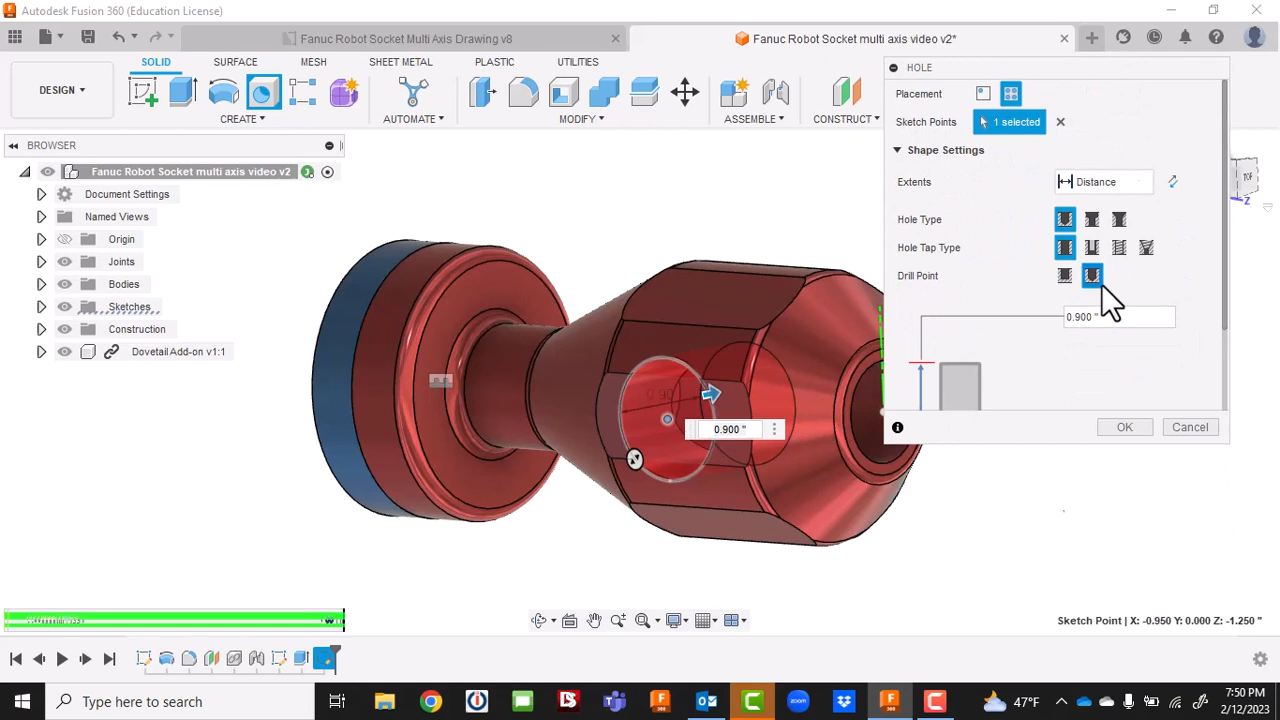 Autodesk Fusion 360 (Education License)
Fanuc Robot Socket Multi Axis Drawing v8
Fanuc Robot Socket multi axis video v2*
SOLID SURFACE MESH SHEET METAL PLASTIC UTILITIES
DESIGN
CREATE AUTOMATE MODIFY ASSEMBLE CONSTRUCT
BROWSER
Fanuc Robot Socket multi axis video v2
Document Settings
Named Views
Origin
Joints
Bodies
Sketches
Construction
Dovetail Add-on v1:1
HOLE
Placement
Sketch Points 1 selected
Shape Settings
Extents Distance
Hole Type
Hole Tap Type
Drill Point
0.900 "
OK Cancel
TOP
Z
0.90
0.900 "
Sketch Point | X: -0.950 Y: 0.000 Z: -1.250 "
Type here to search
47°F
7:50 PM
2/12/2023